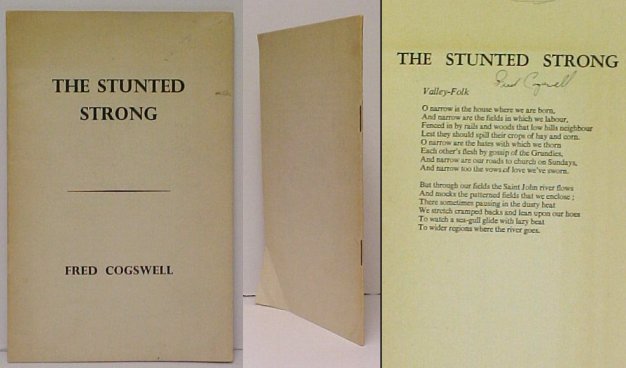 THE STUNTED
STRONG
FRED COGSWELL
THE STUNTED STRONG
Fred Cogswell
Valley-Folk
O narrow is the house where we are born,
And narrow are the fields in which we labour,
Fenced in by rails and woods that low hills neighbour
Lest they should spill their crops of hay and corn.
O narrow are the hates with which we thorn
Each other's flesh by gossip of the Grundies,
And narrow are our roads to church on Sundays,
And narrow too the vows of love we've sworn.
But through our fields the Saint John river flows
And mocks the patterned fields that we enclose ;
There sometimes pausing in the dusty heat
We stretch cramped backs and lean upon our hoes
To watch a sea-gull glide with lazy beat
To wider regions where the river goes.